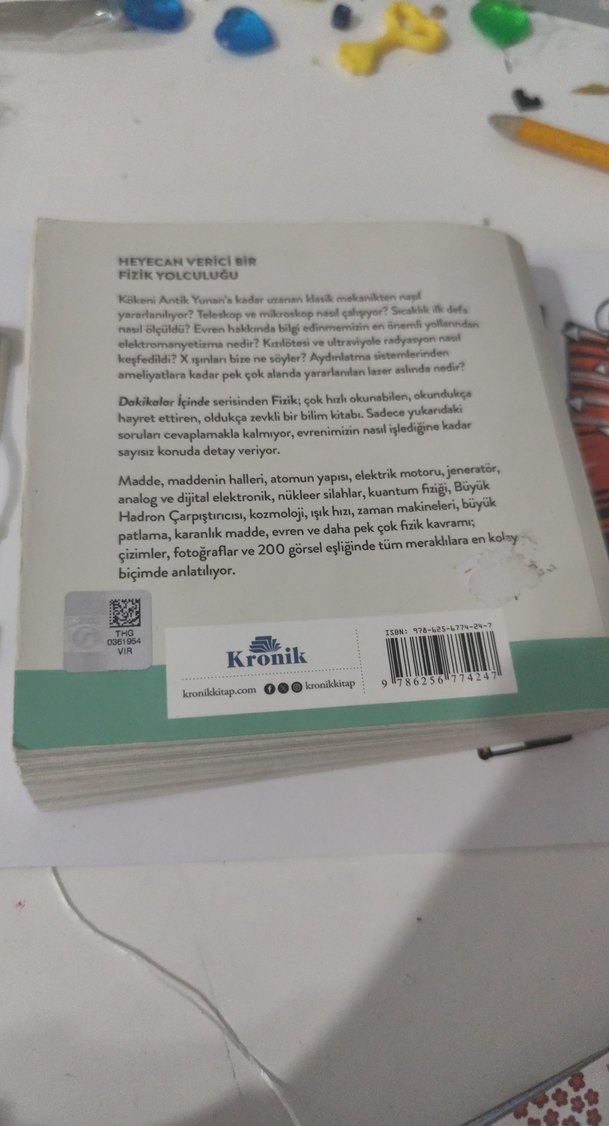 HEYECAN VERİCİ BİR
FİZİK YOLCULUĞU
Kökeni Antik Yunan'a kadar uzanan klasik mekanikten nasıl
yararlanılıyor? Teleskop ve mikroskop nasıl çalışıyor? Sıcaklık ilk defa
nasıl ölçüldü? Evren hakkında bilgi edinmemizin en önemli yollarından
elektromanyetizma nedir? Kızılötesi ve ultraviyole radyasyon nasıl
keşfedildi? X ışınları bize ne söyler? Aydınlatma sistemlerinden
ameliyatlara kadar pek çok alanda yararlanılan lazer aslında nedir?
Dakikalar İçinde serisinden Fizik; çok hızlı okunabilen, okundukça
hayret ettiren, oldukça zevkli bir bilim kitabı. Sadece yukarıdaki
soruları cevaplamakla kalmıyor, evrenimizin nasıl işlediğine kadar
sayısız konuda detay veriyor.
Madde, maddenin halleri, atomun yapısı, elektrik motoru, jeneratör,
analog ve dijital elektronik, nükleer silahlar, kuantum fiziği, Büyük
Hadron Çarpıştırıcısı, kozmoloji, ışık hızı, zaman makineleri, büyük
patlama, karanlık madde, evren ve daha pek çok fizik kavramı;
çizimler, fotoğraflar ve 200 görsel eşliğinde tüm meraklılara en kolay
biçimde anlatılıyor.
THG
0361954
VIR
Kronik
kronikkitap.com
kronikkitap
ISBN: 978-625-6774-24-7
9 786256 774247